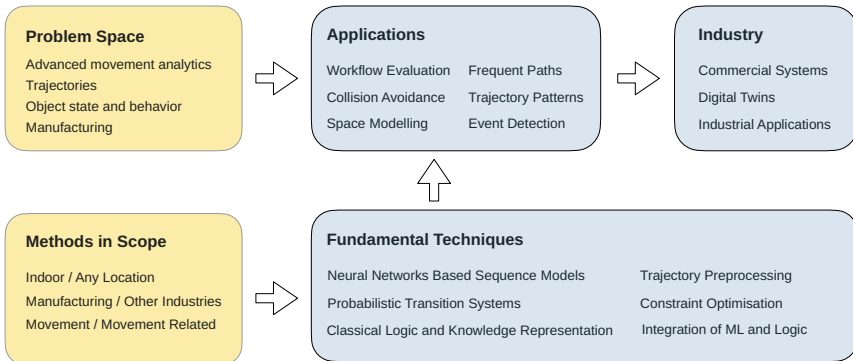 Problem Space
Advanced movement analytics
Trajectories
Object state and behavior
Manufacturing
Applications
Workflow Evaluation
Frequent Paths
Collision Avoidance
Trajectory Patterns
Space Modelling
Event Detection
Industry
Commercial Systems
Digital Twins
Industrial Applications
Methods in Scope
Indoor / Any Location
Manufacturing / Other Industries
Movement / Movement Related
Fundamental Techniques
Neural Networks Based Sequence Models
Trajectory Preprocessing
Probabilistic Transition Systems
Constraint Optimisation
Classical Logic and Knowledge Representation
Integration of ML and Logic